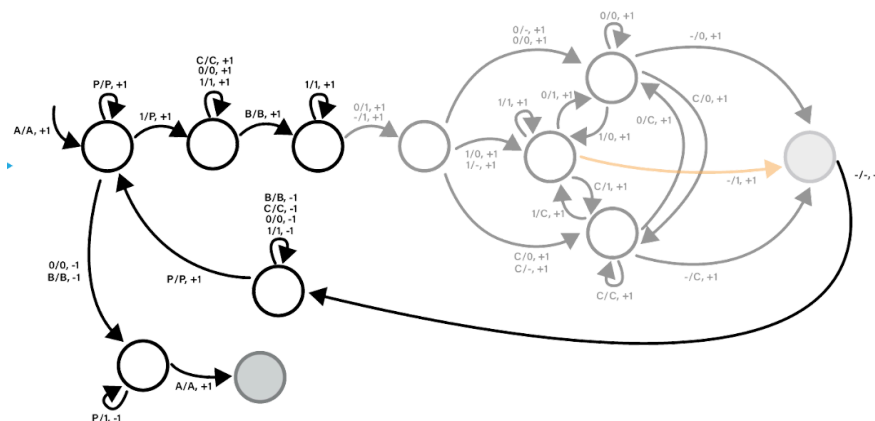 0/0, +1
0/-, +1
0/0, +1
-/0, +1
C/C, +1
0/0, +1
1/1, +1
P/P, +1
1/1, +1
1/1, +1
0/1, +1
C/0, +1
0/C, +1
A/A, +1
1/P, +1
B/B, +1
0/1, +1
-/1, +1
1/0, +1
1/0, +1
1/-, +1
-/1, +1
-/-, -
C/1, +1
1/C, +1
B/B, -1
C/C, -1
0/0, -1
1/1, -1
C/0, +1
C/-, +1
-/C, +1
0/0, -1
B/B, -1
P/P, +1
C/C, +1
A/A, +1
P/1, -1